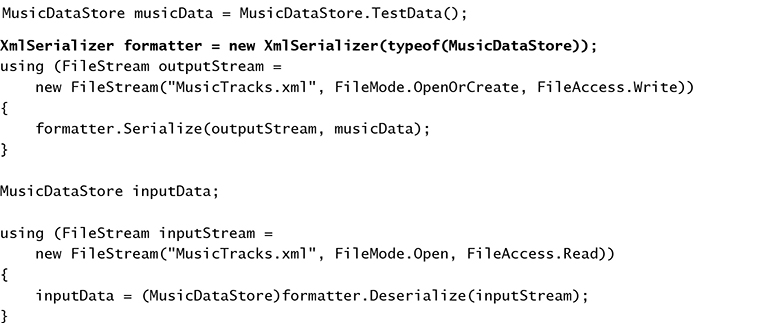 MusicDataStore musicData = MusicDataStore.TestData();
XmlSerializer formatter = new XmlSerializer(typeof(MusicDataStore));
using (FileStream outputStream =
    new FileStream("MusicTracks.xml", FileMode.OpenOrCreate, FileAccess.Write))
{
    formatter.Serialize(outputStream, musicData);
}
MusicDataStore inputData;
using (FileStream inputStream =
    new FileStream("MusicTracks.xml", FileMode.Open, FileAccess.Read))
{
    inputData = (MusicDataStore)formatter.Deserialize(inputStream);
}